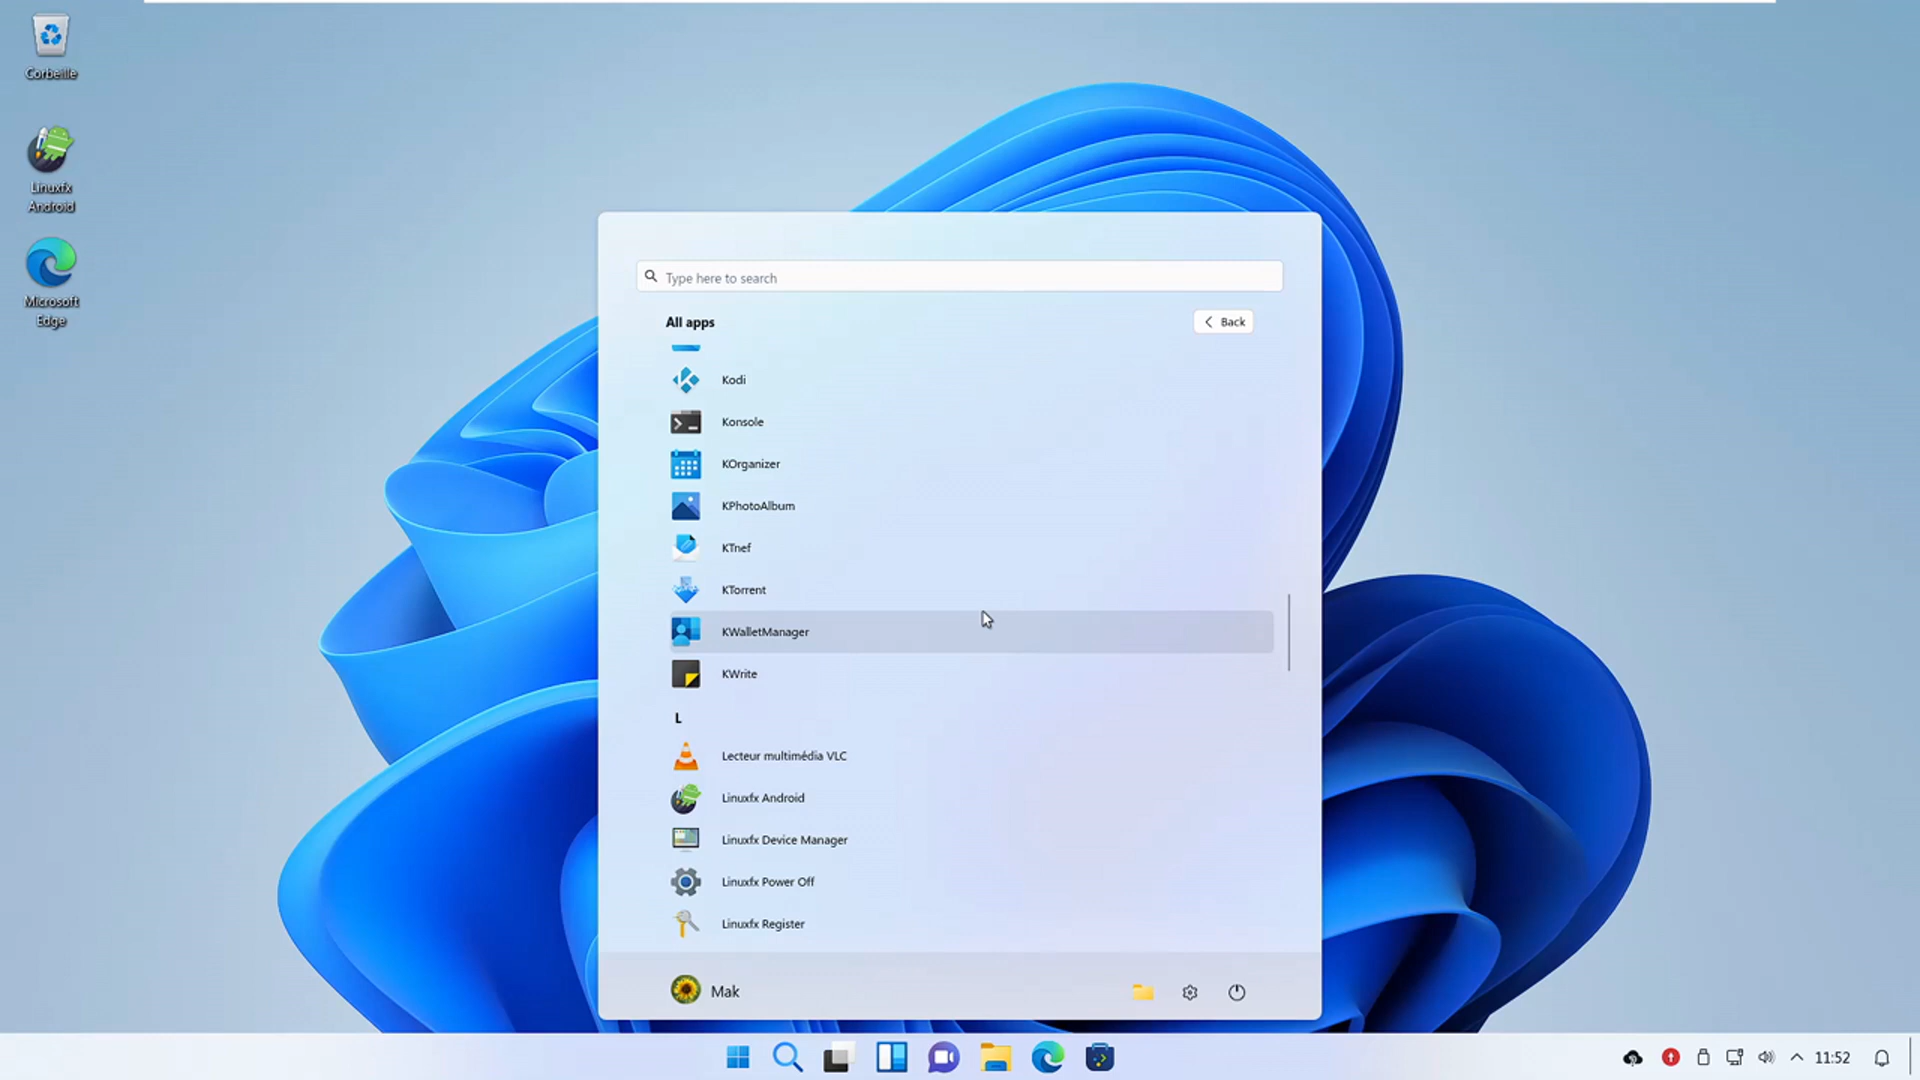 Corbeille
Linuxfx
Android
Microsoft
Edge
Type here to search
All apps
Back
Kodi
Konsole
KOrganizer
KPhotoAlbum
KTnef
KTorrent
KWalletManager
KWrite
L
Lecteur multimédia VLC
Linuxfx Android
Linuxfx Device Manager
Linuxfx Power Off
Linuxfx Register
Mak
11:52